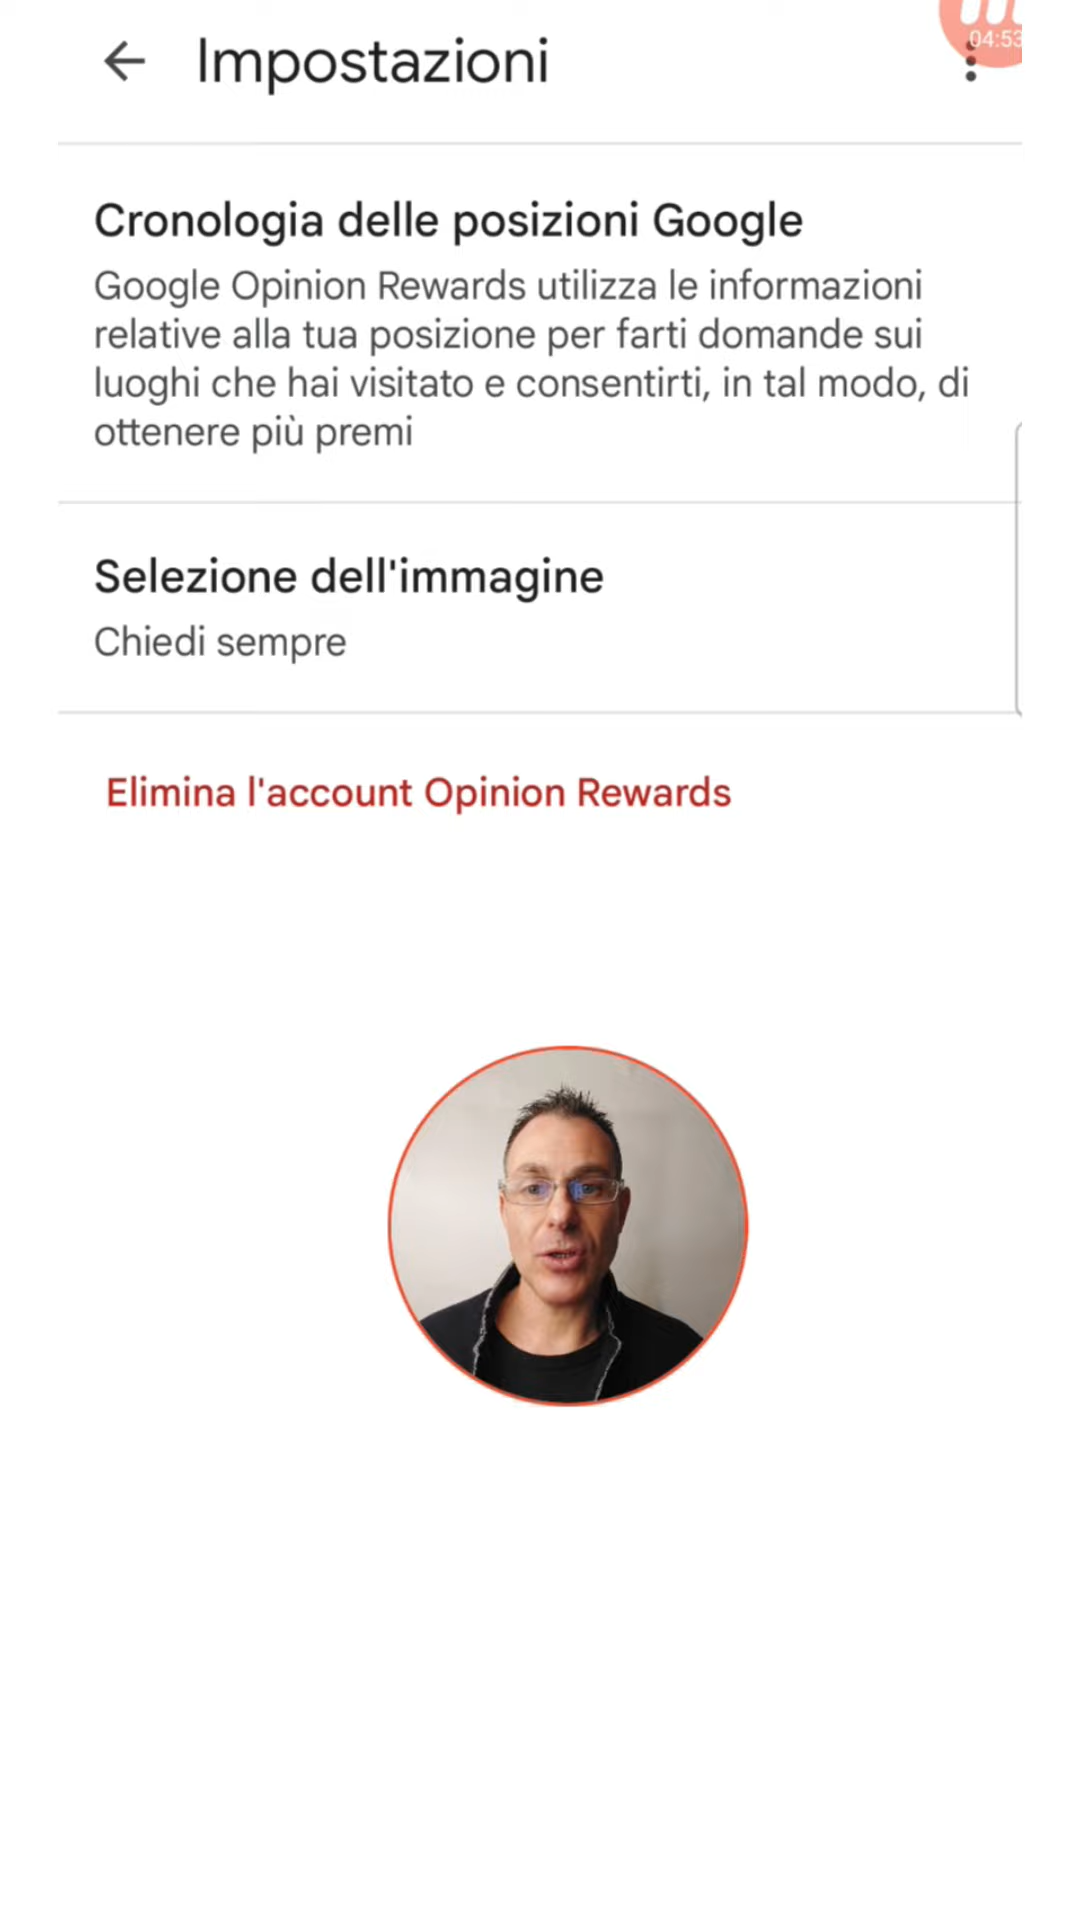 Impostazioni
04:53
Cronologia delle posizioni Google
Google Opinion Rewards utilizza le informazioni
relative alla tua posizione per farti domande sui
luoghi che hai visitato e consentirti, in tal modo, di
ottenere più premi
Selezione dell'immagine
Chiedi sempre
Elimina l'account Opinion Rewards